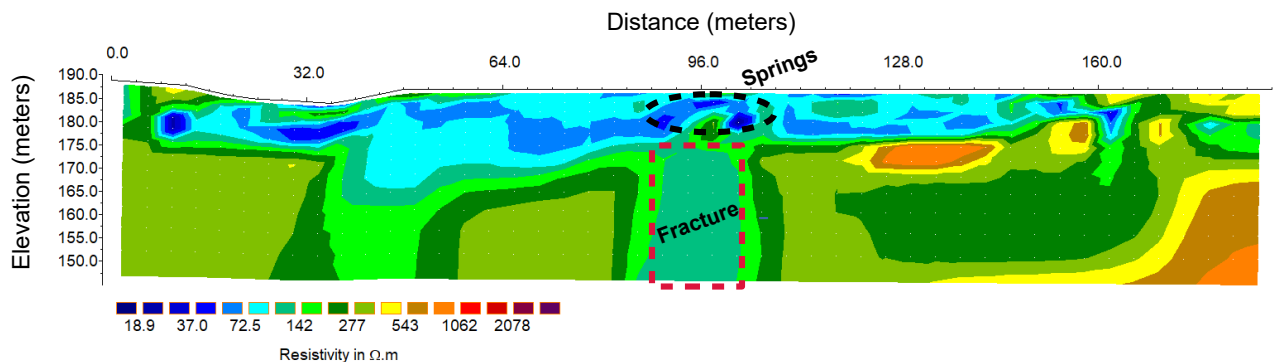 Distance (meters)
0.0 32.0 64.0 96.0 128.0 160.0
Springs
Elevation (meters)
190.0
185.0
180.0
175.0
170.0
165.0
160.0
155.0
150.0
Fracture
18.9 37.0 72.5 142 277 543 1062 2078
Resistivity in Ω.m